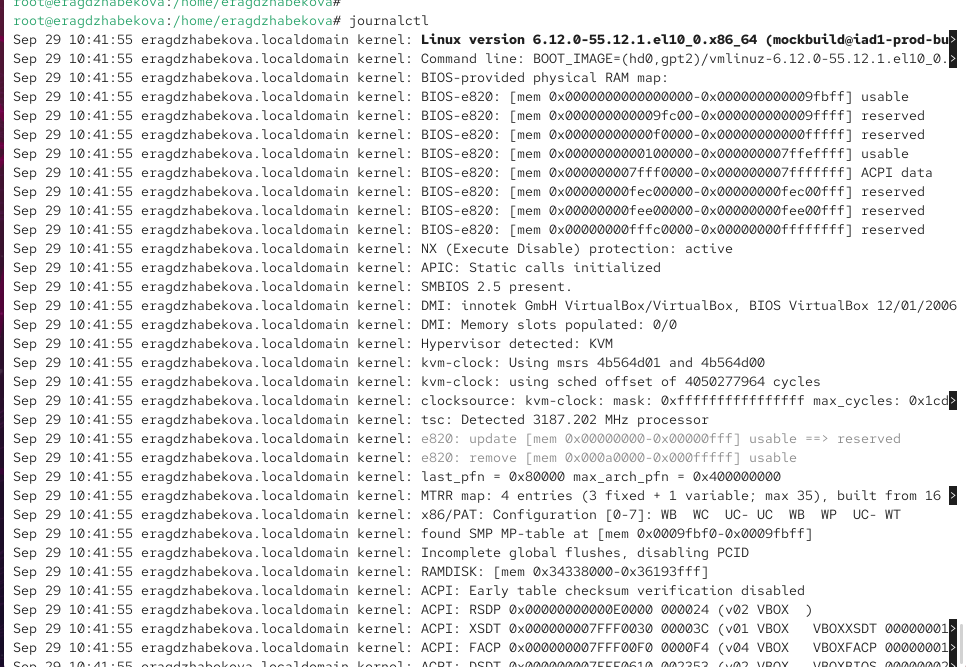 root@eragdzhabekova:/home/eragdzhabekova#
root@eragdzhabekova:/home/eragdzhabekova# journalctl
Sep 29 10:41:55 eragdzhabekova.localdomain kernel: Linux version 6.12.0-55.12.1.el10_0.x86_64 (mockbuild@iad1-prod-bu>
Sep 29 10:41:55 eragdzhabekova.localdomain kernel: Command line: BOOT_IMAGE=(hd0,gpt2)/vmlinuz-6.12.0-55.12.1.el10_0.>
Sep 29 10:41:55 eragdzhabekova.localdomain kernel: BIOS-provided physical RAM map:
Sep 29 10:41:55 eragdzhabekova.localdomain kernel: BIOS-e820: [mem 0x0000000000000000-0x000000000009fbff] usable
Sep 29 10:41:55 eragdzhabekova.localdomain kernel: BIOS-e820: [mem 0x000000000009fc00-0x000000000009ffff] reserved
Sep 29 10:41:55 eragdzhabekova.localdomain kernel: BIOS-e820: [mem 0x00000000000f0000-0x00000000000fffff] reserved
Sep 29 10:41:55 eragdzhabekova.localdomain kernel: BIOS-e820: [mem 0x0000000000100000-0x000000007ffeffff] usable
Sep 29 10:41:55 eragdzhabekova.localdomain kernel: BIOS-e820: [mem 0x000000007fff0000-0x000000007fffffff] ACPI data
Sep 29 10:41:55 eragdzhabekova.localdomain kernel: BIOS-e820: [mem 0x00000000fec00000-0x00000000fec00fff] reserved
Sep 29 10:41:55 eragdzhabekova.localdomain kernel: BIOS-e820: [mem 0x00000000fee00000-0x00000000fee00fff] reserved
Sep 29 10:41:55 eragdzhabekova.localdomain kernel: BIOS-e820: [mem 0x00000000fffc0000-0x00000000ffffffff] reserved
Sep 29 10:41:55 eragdzhabekova.localdomain kernel: NX (Execute Disable) protection: active
Sep 29 10:41:55 eragdzhabekova.localdomain kernel: APIC: Static calls initialized
Sep 29 10:41:55 eragdzhabekova.localdomain kernel: SMBIOS 2.5 present.
Sep 29 10:41:55 eragdzhabekova.localdomain kernel: DMI: innotek GmbH VirtualBox/VirtualBox, BIOS VirtualBox 12/01/2006
Sep 29 10:41:55 eragdzhabekova.localdomain kernel: DMI: Memory slots populated: 0/0
Sep 29 10:41:55 eragdzhabekova.localdomain kernel: Hypervisor detected: KVM
Sep 29 10:41:55 eragdzhabekova.localdomain kernel: kvm-clock: Using msrs 4b564d01 and 4b564d00
Sep 29 10:41:55 eragdzhabekova.localdomain kernel: kvm-clock: using sched offset of 4050277964 cycles
Sep 29 10:41:55 eragdzhabekova.localdomain kernel: clocksource: kvm-clock: mask: 0xffffffffffffffff max_cycles: 0x1cd>
Sep 29 10:41:55 eragdzhabekova.localdomain kernel: tsc: Detected 3187.202 MHz processor
Sep 29 10:41:55 eragdzhabekova.localdomain kernel: e820: update [mem 0x00000000-0x00000fff] usable ==> reserved
Sep 29 10:41:55 eragdzhabekova.localdomain kernel: e820: remove [mem 0x000a0000-0x000fffff] usable
Sep 29 10:41:55 eragdzhabekova.localdomain kernel: last_pfn = 0x80000 max_arch_pfn = 0x400000000
Sep 29 10:41:55 eragdzhabekova.localdomain kernel: MTRR map: 4 entries (3 fixed + 1 variable; max 35), built from 16 >
Sep 29 10:41:55 eragdzhabekova.localdomain kernel: x86/PAT: Configuration [0-7]: WB  WC  UC- UC  WB  WP  UC- WT
Sep 29 10:41:55 eragdzhabekova.localdomain kernel: found SMP MP-table at [mem 0x0009fbf0-0x0009fbff]
Sep 29 10:41:55 eragdzhabekova.localdomain kernel: Incomplete global flushes, disabling PCID
Sep 29 10:41:55 eragdzhabekova.localdomain kernel: RAMDISK: [mem 0x34338000-0x36193fff]
Sep 29 10:41:55 eragdzhabekova.localdomain kernel: ACPI: Early table checksum verification disabled
Sep 29 10:41:55 eragdzhabekova.localdomain kernel: ACPI: RSDP 0x00000000000E0000 000024 (v02 VBOX  )
Sep 29 10:41:55 eragdzhabekova.localdomain kernel: ACPI: XSDT 0x000000007FFF0030 00003C (v01 VBOX   VBOXXSDT 00000001>
Sep 29 10:41:55 eragdzhabekova.localdomain kernel: ACPI: FACP 0x000000007FFF00F0 0000F4 (v04 VBOX   VBOXFACP 00000001>
Sep 29 10:41:55 eragdzhabekova.localdomain kernel: ACPI: DSDT 0x000000007FFF0610 002353 (v02 VBOX   VBOXBIOS 00000002>